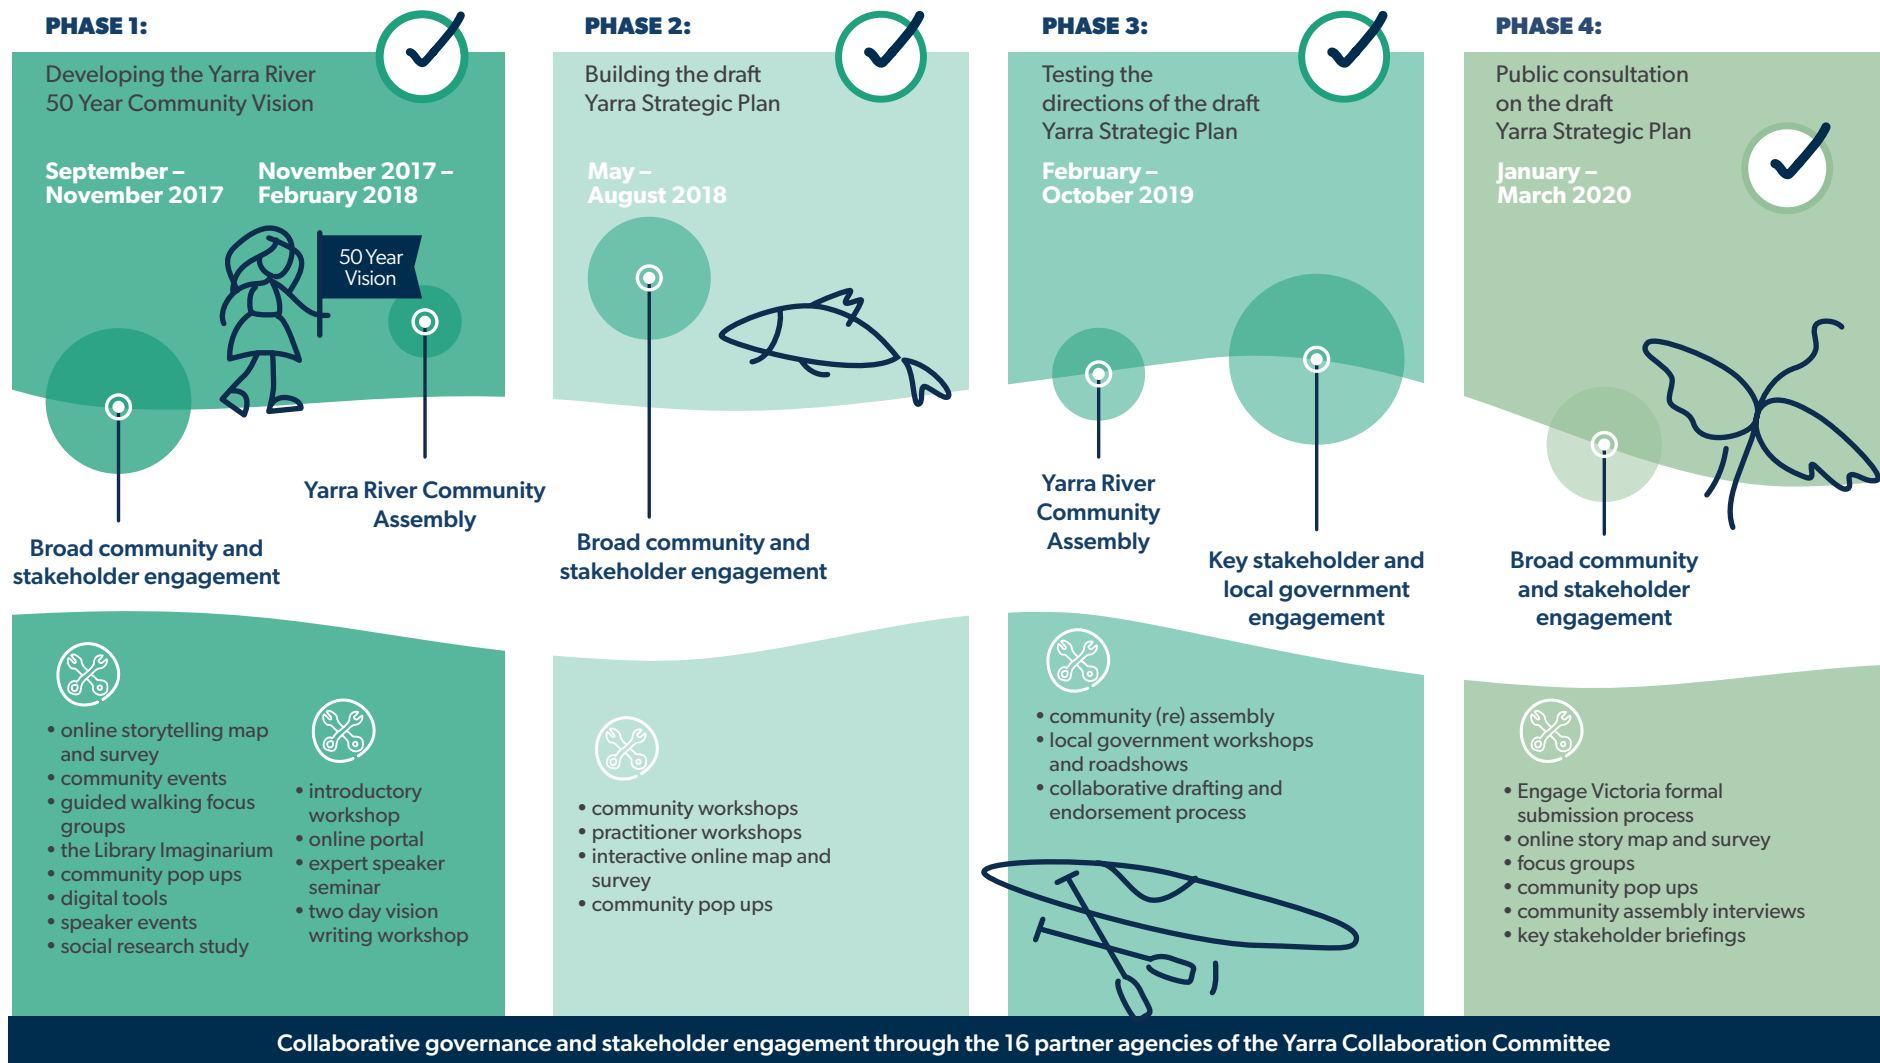 PHASE 1:
Developing the Yarra River
50 Year Community Vision
September –
November 2017
November 2017 –
February 2018
50 Year
Vision
Yarra River Community
Assembly
Broad community and
stakeholder engagement
• online storytelling map
and survey
• community events
• guided walking focus
groups
• the Library Imaginarium
• community pop ups
• digital tools
• speaker events
• social research study
• introductory
workshop
• online portal
• expert speaker
seminar
• two day vision
writing workshop
PHASE 2:
Building the draft
Yarra Strategic Plan
May –
August 2018
Broad community and
stakeholder engagement
• community workshops
• practitioner workshops
• interactive online map and
survey
• community pop ups
PHASE 3:
Testing the
directions of the draft
Yarra Strategic Plan
February –
October 2019
Yarra River
Community
Assembly
Key stakeholder and
local government
engagement
• community (re) assembly
• local government workshops
and roadshows
• collaborative drafting and
endorsement process
PHASE 4:
Public consultation
on the draft
Yarra Strategic Plan
January –
March 2020
Broad community
and stakeholder
engagement
• Engage Victoria formal
submission process
• online story map and survey
• focus groups
• community pop ups
• community assembly interviews
• key stakeholder briefings
Collaborative governance and stakeholder engagement through the 16 partner agencies of the Yarra Collaboration Committee